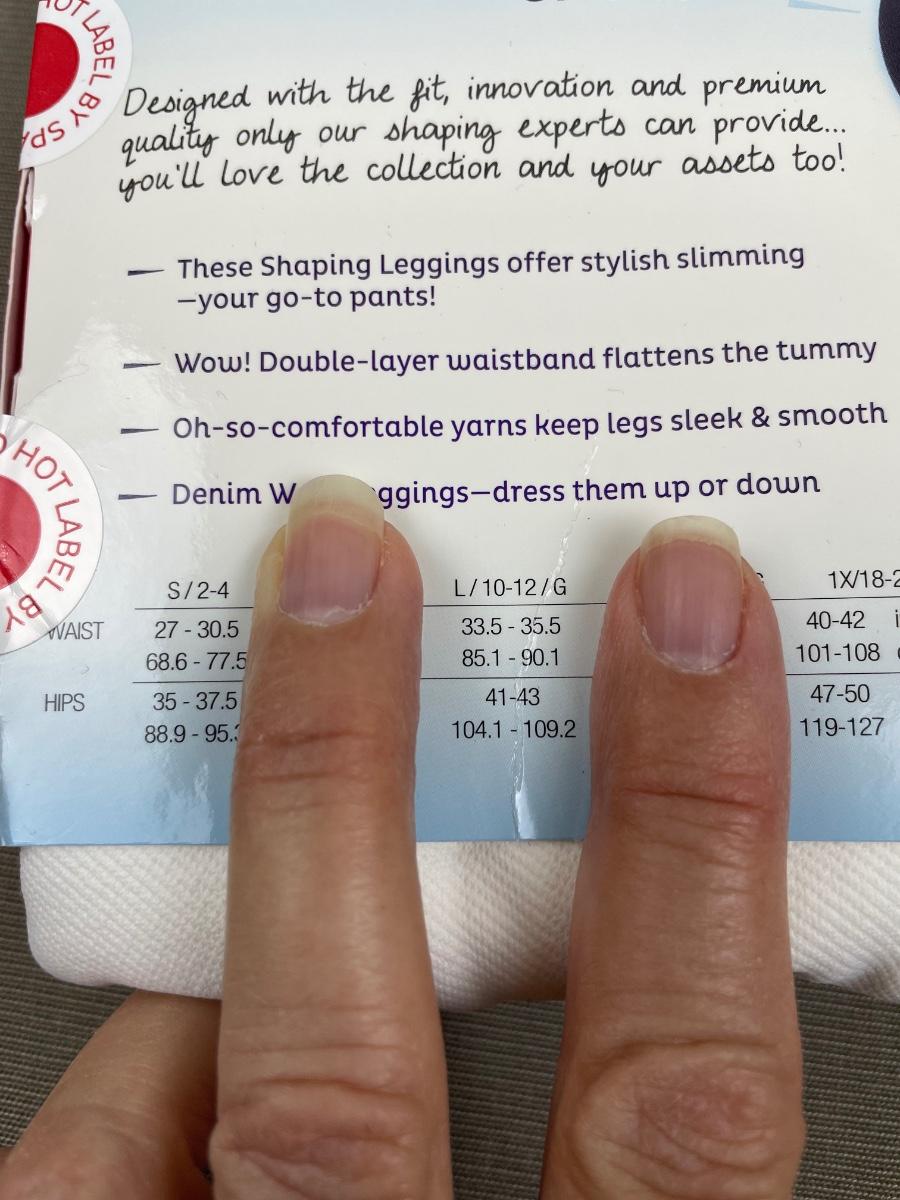 HOT LABEL BY SPA
Designed with the fit, innovation and premium
quality only our shaping experts can provide...
you'll love the collection and your assets too!
— These Shaping Leggings offer stylish slimming
—your go-to pants!
— Wow! Double-layer waistband flattens the tummy
— Oh-so-comfortable yarns keep legs sleek & smooth
— Denim ggings—dress them up or down
HOT LABEL BY
S/2-4 L/10-12/G 1X/18-2
WAIST 27 - 30.5 33.5 - 35.5 40-42
68.6 - 77.5 85.1 - 90.1 101-108
HIPS 35 - 37.5 41-43 47-50
88.9 - 95. 104.1 - 109.2 119-127